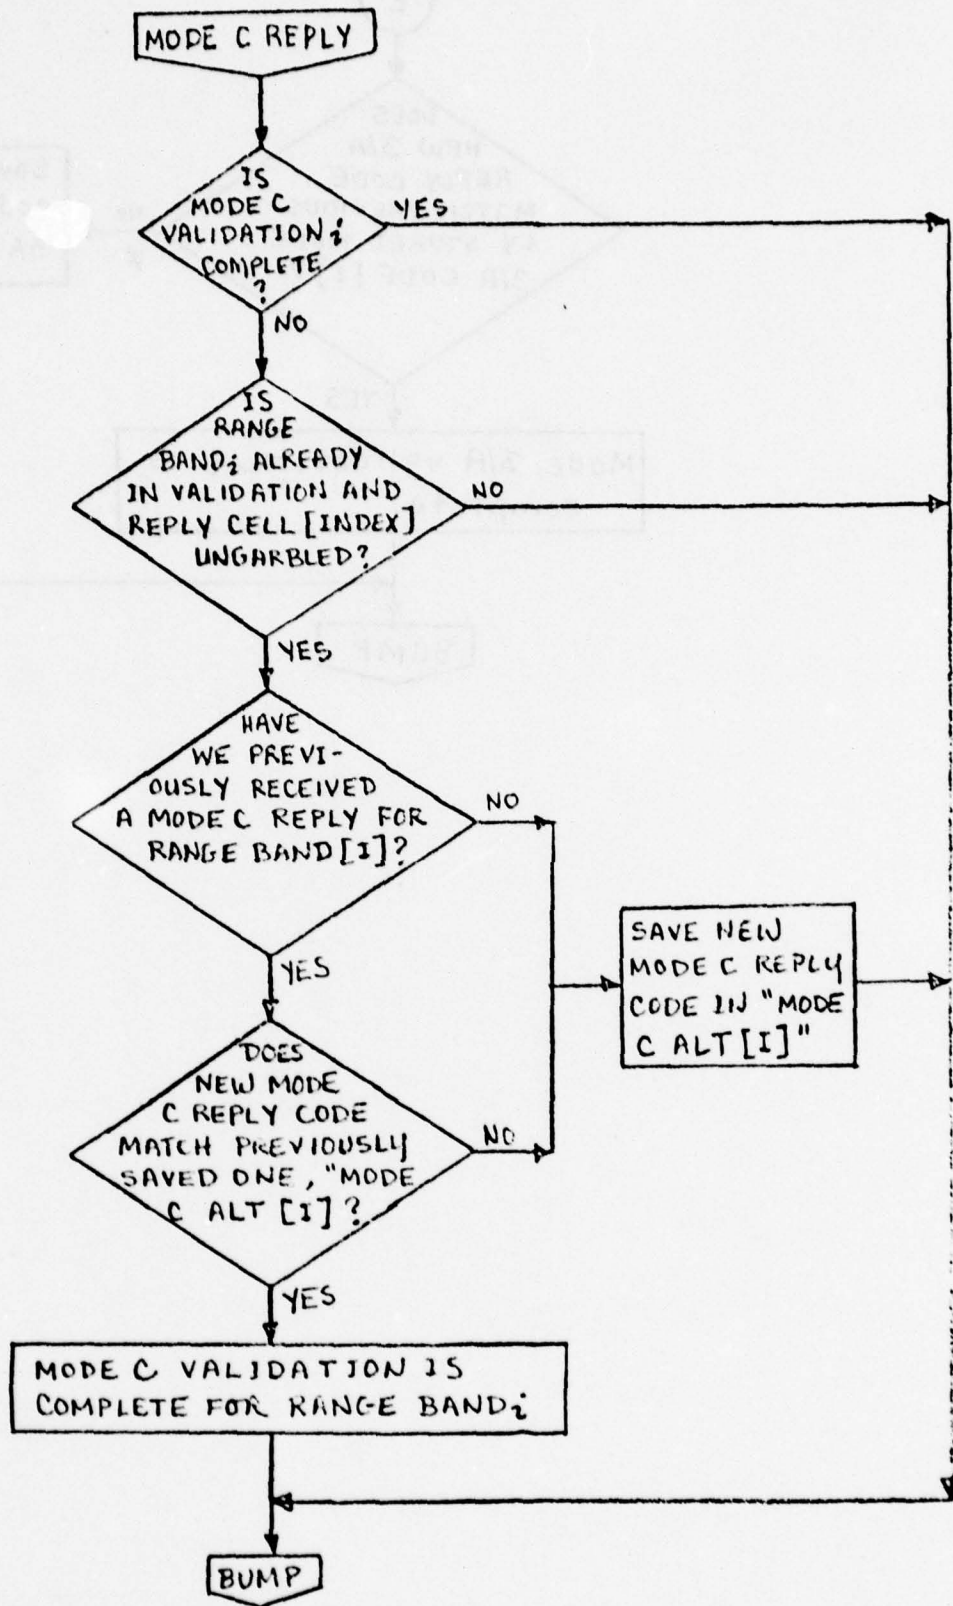 MODE C REPLY
IS
MODE C
VALIDATIONi
COMPLETE
?
YES
NO
IS
RANGE
BANDi ALREADY
IN VALIDATION AND
REPLY CELL [INDEX]
UNGARBLED?
NO
YES
HAVE
WE PREVI-
OUSLY RECEIVED
A MODE C REPLY FOR
RANGE BAND [I]?
NO
YES
SAVE NEW
MODE C REPLY
CODE IN "MODE
C ALT [I]"
DOES
NEW MODE
C REPLY CODE
MATCH PREVIOUSLY
SAVED ONE, "MODE
C ALT [I] ?
NO
YES
MODE C VALIDATION IS
COMPLETE FOR RANGE BANDi
BUMP